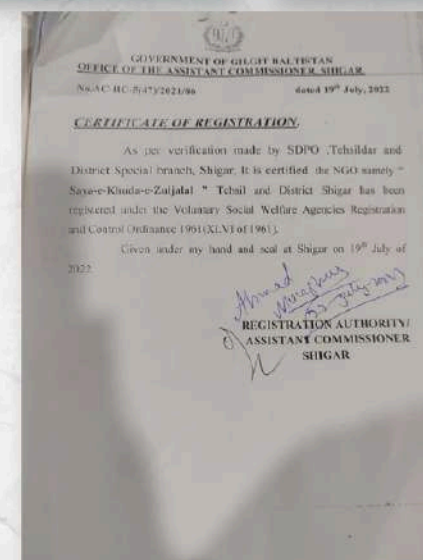 GOVERNMENT OF GILGIT BALTISTAN
OFFICE OF THE ASSISTANT COMMISSIONER SHIGAR
dated 19th July, 2022
CERTIFICATE OF REGISTRATION.
As per verification made by SDPO ,Tehsildar and
District Special branch, Shigar. It is certified the NGO namely "
Saya-e-Khuda-e-Zuljalal " Tehsil and District Shigar has been
registered under the Voluntary Social Welfare Agencies Registration
and Control Ordinance 1961(XLVI of 1961).
Given under my hand and seal at Shigar on 19th July of
2022.
Ahmad
July
REGISTRATION AUTHORITY/
ASSISTANT COMMISSIONER
SHIGAR